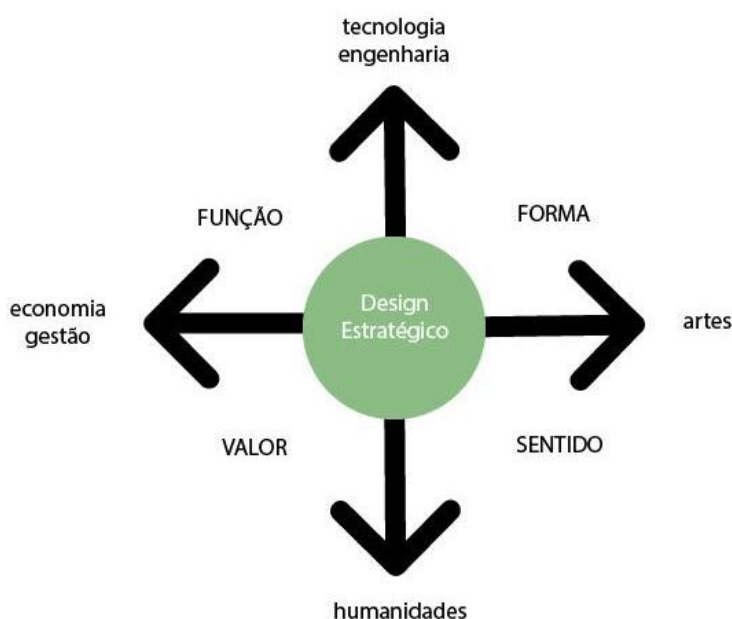 tecnologia
engenharia
FUNÇÃO
FORMA
Design
Estratégico
economia
gestão
artes
VALOR
SENTIDO
humanidades